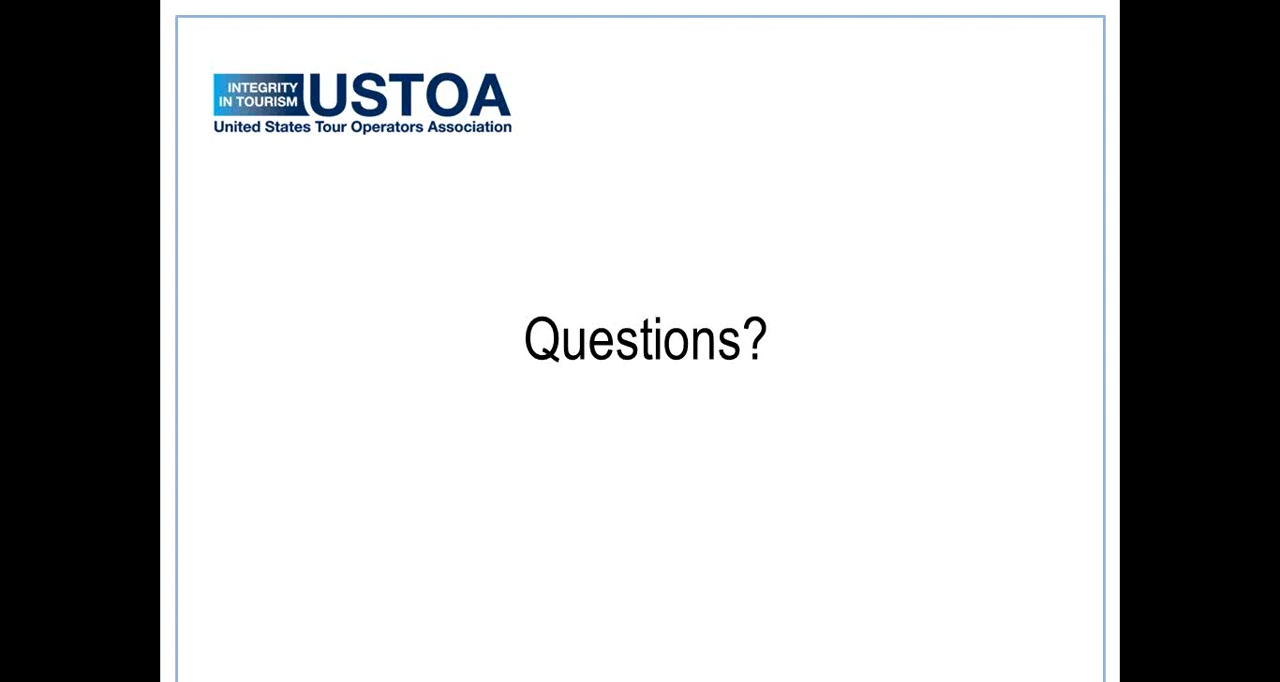 INTEGRITY
IN TOURISM
USTOA
United States Tour Operators Association
Questions?